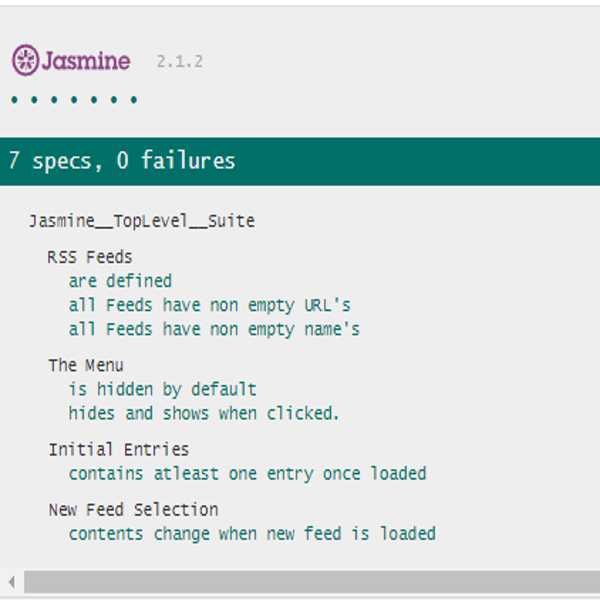 Jasmine 2.1.2
• • • • • • •
7 specs, 0 failures
Jasmine__TopLevel__Suite
RSS Feeds
are defined
all Feeds have non empty URL's
all Feeds have non empty name's
The Menu
is hidden by default
hides and shows when clicked.
Initial Entries
contains atleast one entry once loaded
New Feed Selection
contents change when new feed is loaded